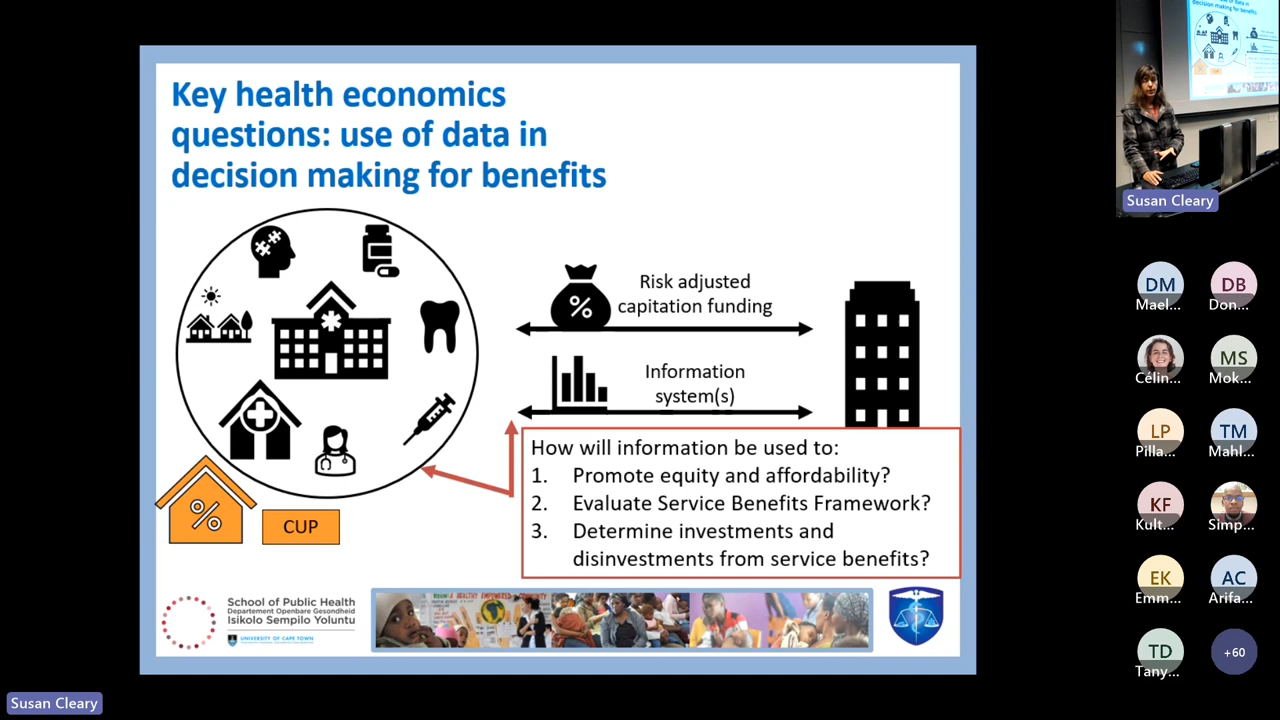 Key health economics
questions: use of data in
decision making for benefits
Risk adjusted
capitation funding
Information
system(s)
How will information be used to:
1. Promote equity and affordability?
2. Evaluate Service Benefits Framework?
3. Determine investments and
disinvestments from service benefits?
%
%
CUP
School of Public Health
Departement Openbare Gesondheid
Isikolo Sempilo Yoluntu
UNIVERSITY OF CAPE TOWN
decision making for benefits
Susan Cleary
DM
Mael...
DB
Don...
Célin...
MS
Mok...
LP
Pilla...
TM
Mahl...
KF
Kult...
Simp...
EK
Emm...
AC
Arifa...
TD
Tany...
+60
Susan Cleary